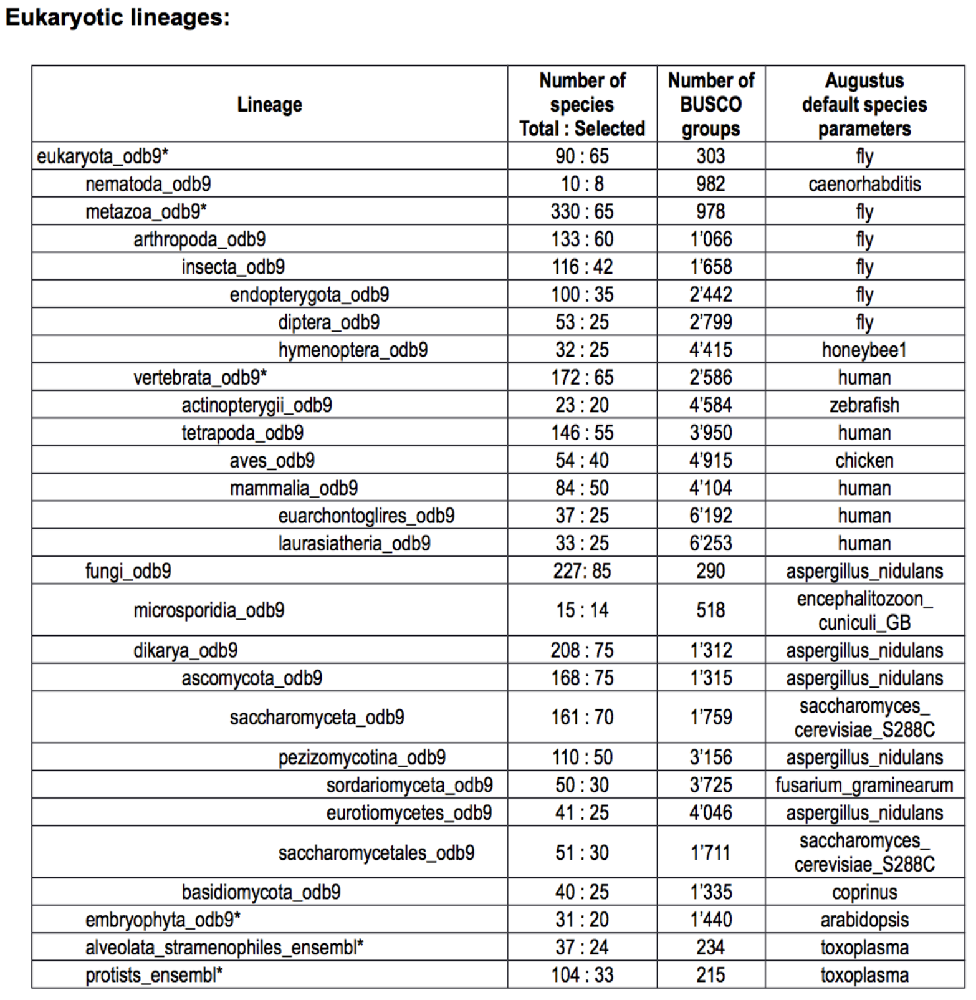 Eukaryotic lineages:
Lineage
Number of
species
Total : Selected
Number of
BUSCO
groups
Augustus
default species
parameters
eukaryota_odb9* 90 : 65 303 fly
nematoda_odb9 10 : 8 982 caenorhabditis
metazoa_odb9* 330 : 65 978 fly
arthropoda_odb9 133 : 60 1’066 fly
insecta_odb9 116 : 42 1’658 fly
endopterygota_odb9 100 : 35 2’442 fly
diptera_odb9 53 : 25 2’799 fly
hymenoptera_odb9 32 : 25 4’415 honeybee1
vertebrata_odb9* 172 : 65 2’586 human
actinopterygii_odb9 23 : 20 4’584 zebrafish
tetrapoda_odb9 146 : 55 3’950 human
aves_odb9 54 : 40 4’915 chicken
mammalia_odb9 84 : 50 4’104 human
euarchontoglires_odb9 37 : 25 6’192 human
laurasiatheria_odb9 33 : 25 6’253 human
fungi_odb9 227: 85 290 aspergillus_nidulans
microsporidia_odb9 15 : 14 518 encephalitozoon_
cuniculi_GB
dikarya_odb9 208 : 75 1’312 aspergillus_nidulans
ascomycota_odb9 168 : 75 1’315 aspergillus_nidulans
saccharomyceta_odb9 161 : 70 1’759 saccharomyces_
cerevisiae_S288C
pezizomycotina_odb9 110 : 50 3’156 aspergillus_nidulans
sordariomyceta_odb9 50 : 30 3’725 fusarium_graminearum
eurotiomycetes_odb9 41 : 25 4’046 aspergillus_nidulans
saccharomycetales_odb9 51 : 30 1’711 saccharomyces_
cerevisiae_S288C
basidiomycota_odb9 40 : 25 1’335 coprinus
embryophyta_odb9* 31 : 20 1’440 arabidopsis
alveolata_stramenophiles_ensembl* 37 : 24 234 toxoplasma
protists_ensembl* 104 : 33 215 toxoplasma